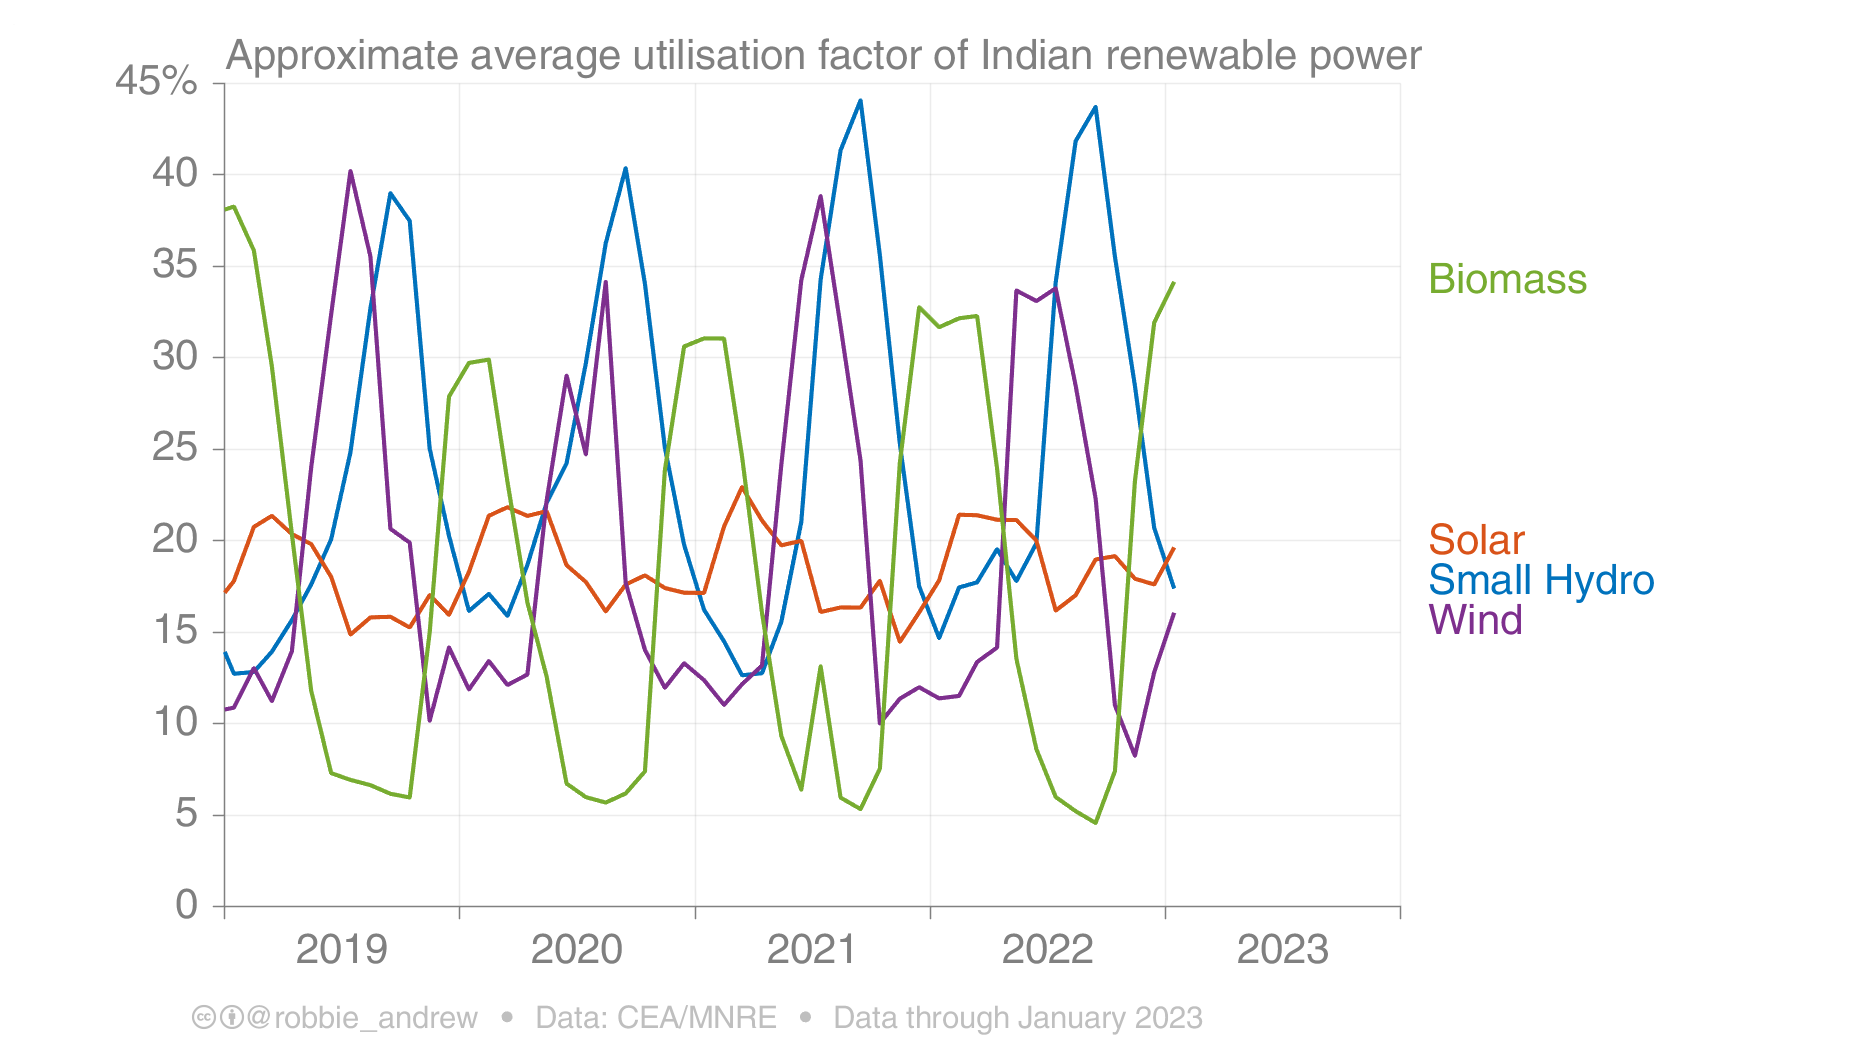 Approximate average utilisation factor of Indian renewable power
45%
40
35
30
25
20
15
10
5
0
Biomass
Solar
Small Hydro
Wind
2019 2020 2021 2022 2023
@robbie_andrew • Data: CEA/MNRE • Data through January 2023